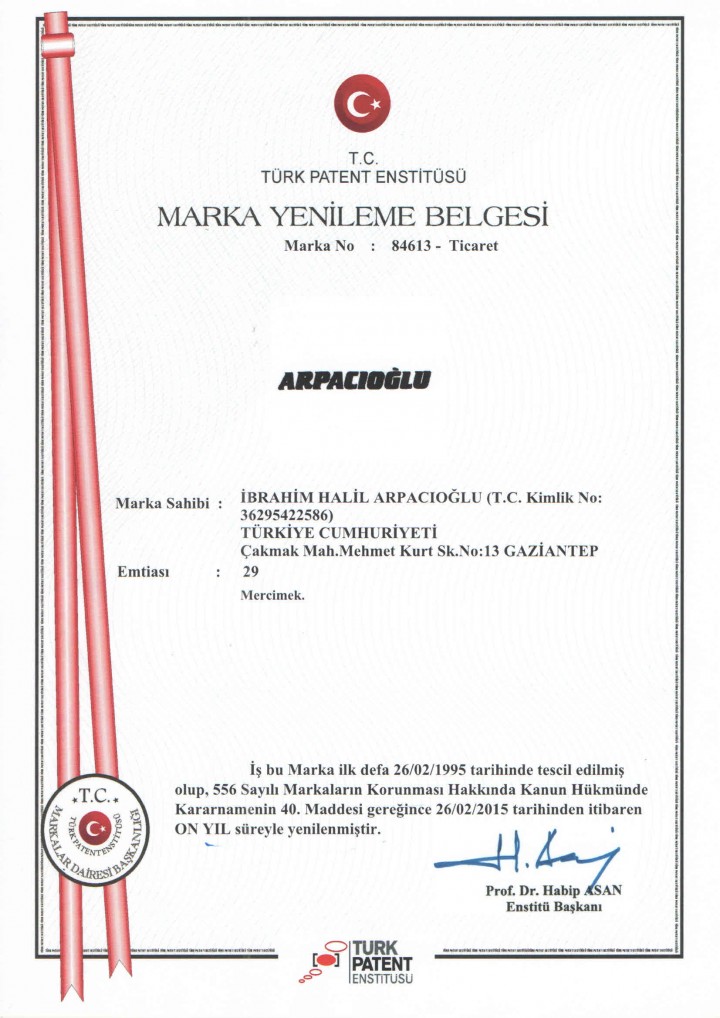 T.C.
TÜRK PATENT ENSTİTÜSÜ
MARKA YENİLEME BELGESİ
Marka No : 84613 - Ticaret
ARPACIOĞLU
Marka Sahibi : İBRAHİM HALİL ARPACIOĞLU (T.C. Kimlik No:
36295422586)
TÜRKİYE CUMHURİYETİ
Çakmak Mah.Mehmet Kurt Sk.No:13 GAZİANTEP
Emtiası : 29
Mercimek.
İş bu Marka ilk defa 26/02/1995 tarihinde tescil edilmiş
olup, 556 Sayılı Markaların Korunması Hakkında Kanun Hükmünde
Kararnamenin 40. Maddesi gereğince 26/02/2015 tarihinden itibaren
ON YIL süreyle yenilenmiştir.
T.C.
TÜRK PATENT ENSTİTÜSÜ
MARKALAR DAİRESİ BAŞKANLIĞI
Prof. Dr. Habip ASAN
Enstitü Başkanı
TURK
PATENT
ENSTITUSU